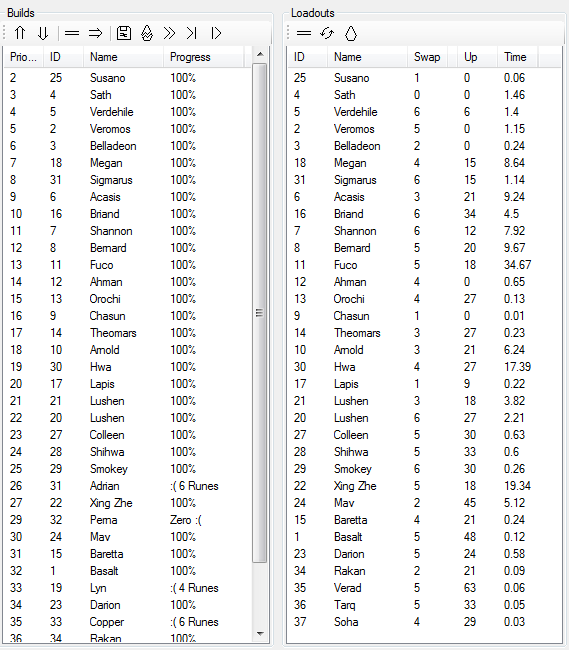 Builds
Prio... ID Name Progress
2 25 Susano 100%
3 4 Sath 100%
4 5 Verdehile 100%
5 2 Veromos 100%
6 3 Belladeon 100%
7 18 Megan 100%
8 31 Sigmarus 100%
9 6 Acasis 100%
10 16 Briand 100%
11 7 Shannon 100%
12 8 Bernard 100%
13 11 Fuco 100%
14 12 Ahman 100%
15 13 Orochi 100%
16 9 Chasun 100%
17 14 Theomars 100%
18 10 Arnold 100%
19 30 Hwa 100%
20 17 Lapis 100%
21 21 Lushen 100%
22 20 Lushen 100%
23 27 Colleen 100%
24 28 Shihwa 100%
25 29 Smokey 100%
26 31 Adrian :( 6 Runes
27 22 Xing Zhe 100%
29 32 Perna Zero :(
30 24 Mav 100%
31 15 Baretta 100%
32 1 Basalt 100%
33 19 Lyn :( 4 Runes
34 23 Darion 100%
35 33 Copper :( 6 Runes
36 34 Rakan 100%
Loadouts
ID Name Swap Up Time
25 Susano 1 0 0.06
4 Sath 0 0 1.46
5 Verdehile 6 6 1.4
2 Veromos 5 0 1.15
3 Belladeon 2 0 0.24
18 Megan 4 15 8.64
31 Sigmarus 6 15 1.14
6 Acasis 3 21 9.24
16 Briand 6 34 4.5
7 Shannon 6 12 7.92
8 Bernard 5 20 9.67
11 Fuco 5 18 34.67
12 Ahman 4 0 0.65
13 Orochi 4 27 0.13
9 Chasun 1 0 0.01
14 Theomars 3 27 0.23
10 Arnold 3 21 6.24
30 Hwa 4 27 17.39
17 Lapis 1 9 0.22
21 Lushen 3 18 3.82
20 Lushen 6 27 2.21
27 Colleen 5 30 0.63
28 Shihwa 5 33 0.6
29 Smokey 6 30 0.26
22 Xing Zhe 5 18 19.34
24 Mav 2 45 5.12
15 Baretta 4 21 0.24
1 Basalt 5 48 0.12
23 Darion 5 24 0.58
34 Rakan 2 21 0.09
35 Verad 5 63 0.06
36 Tarq 5 33 0.05
37 Soha 4 29 0.03